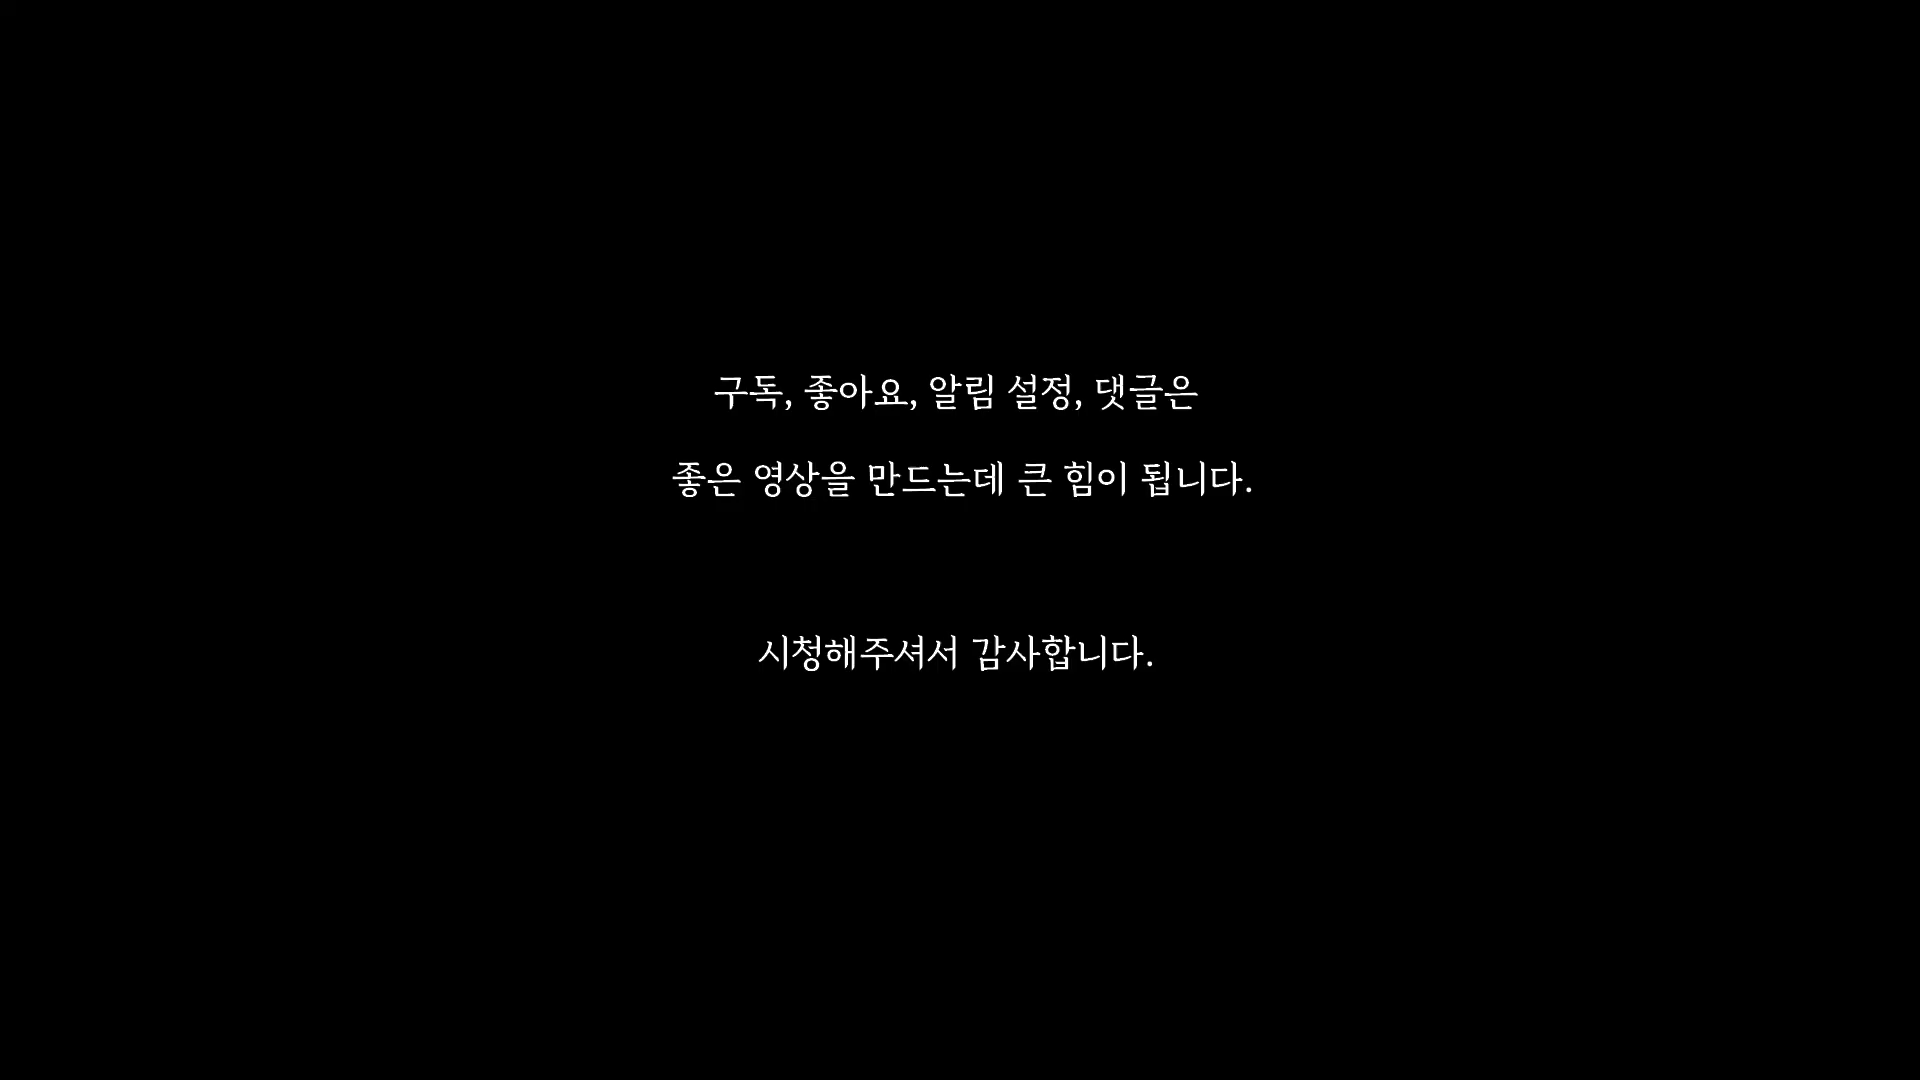 구독, 좋아요, 알림 설정, 댓글은
좋은 영상을 만드는데 큰 힘이 됩니다.
시청해주셔서 감사합니다.